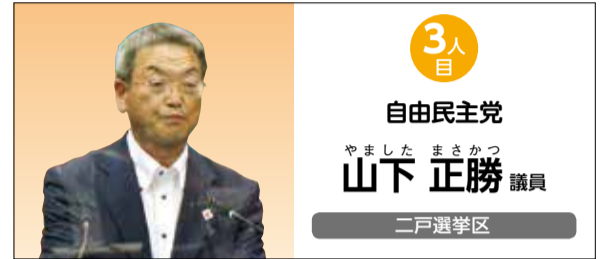 3人目
自由民主党
やました まさかつ
山下 正勝 議員
二戸選挙区